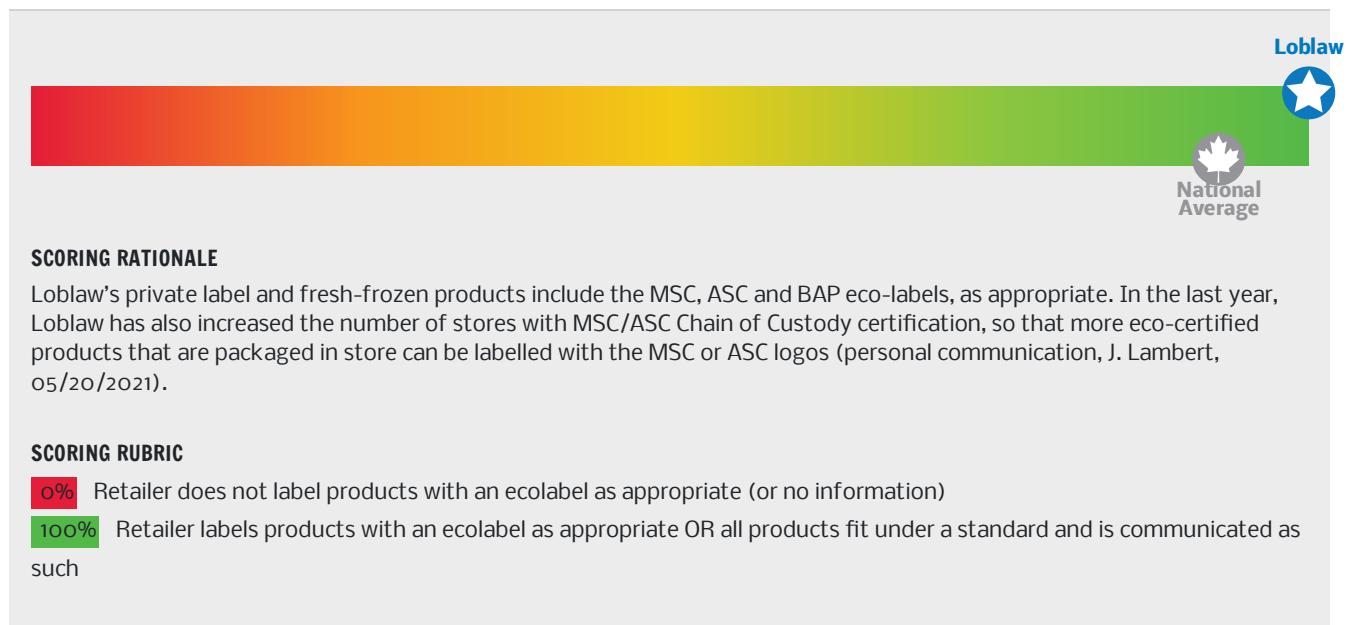 Loblaw
National
Average
SCORING RATIONALE
Loblaw’s private label and fresh-frozen products include the MSC, ASC and BAP eco-labels, as appropriate. In the last year,
Loblaw has also increased the number of stores with MSC/ASC Chain of Custody certification, so that more eco-certified
products that are packaged in store can be labelled with the MSC or ASC logos (personal communication, J. Lambert,
05/20/2021).
SCORING RUBRIC
0% Retailer does not label products with an ecolabel as appropriate (or no information)
100% Retailer labels products with an ecolabel as appropriate OR all products fit under a standard and is communicated as
such